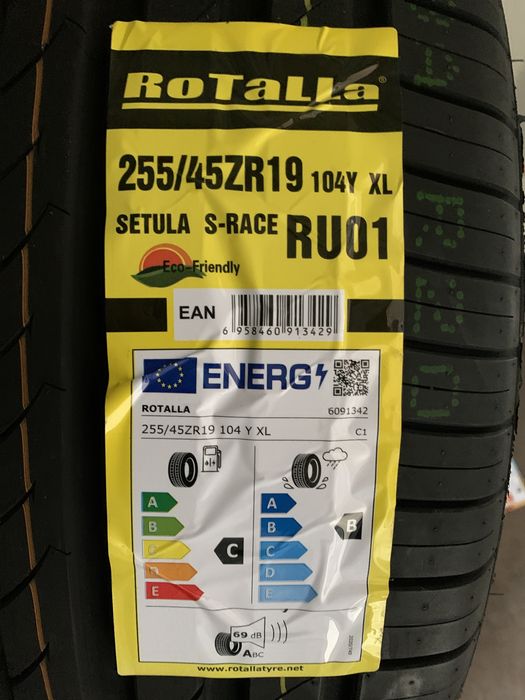 RoTaLLa®
255/45ZR19 104Y XL
SETULA S-RACE RU01
Eco-Friendly
EAN
6 958460 913429
ENERG
ROTALLA 6091342
255/45ZR19 104 Y XL C1
A A
B B B
C C C
D D
E E
69 dB
ABC
www.rotallatyre.net